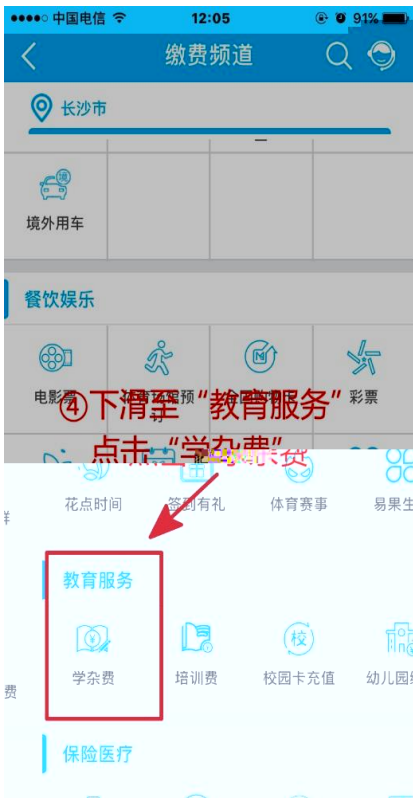 中国电信 12:05 91%
缴费频道
长沙市
境外用车
餐饮娱乐
电影票 彩票
④下滑至“教育服务”
点击“学杂费”
花点时间 签到有礼 体育赛事 易果生
教育服务
费 学杂费 培训费 校园卡充值 幼儿园
保险医疗